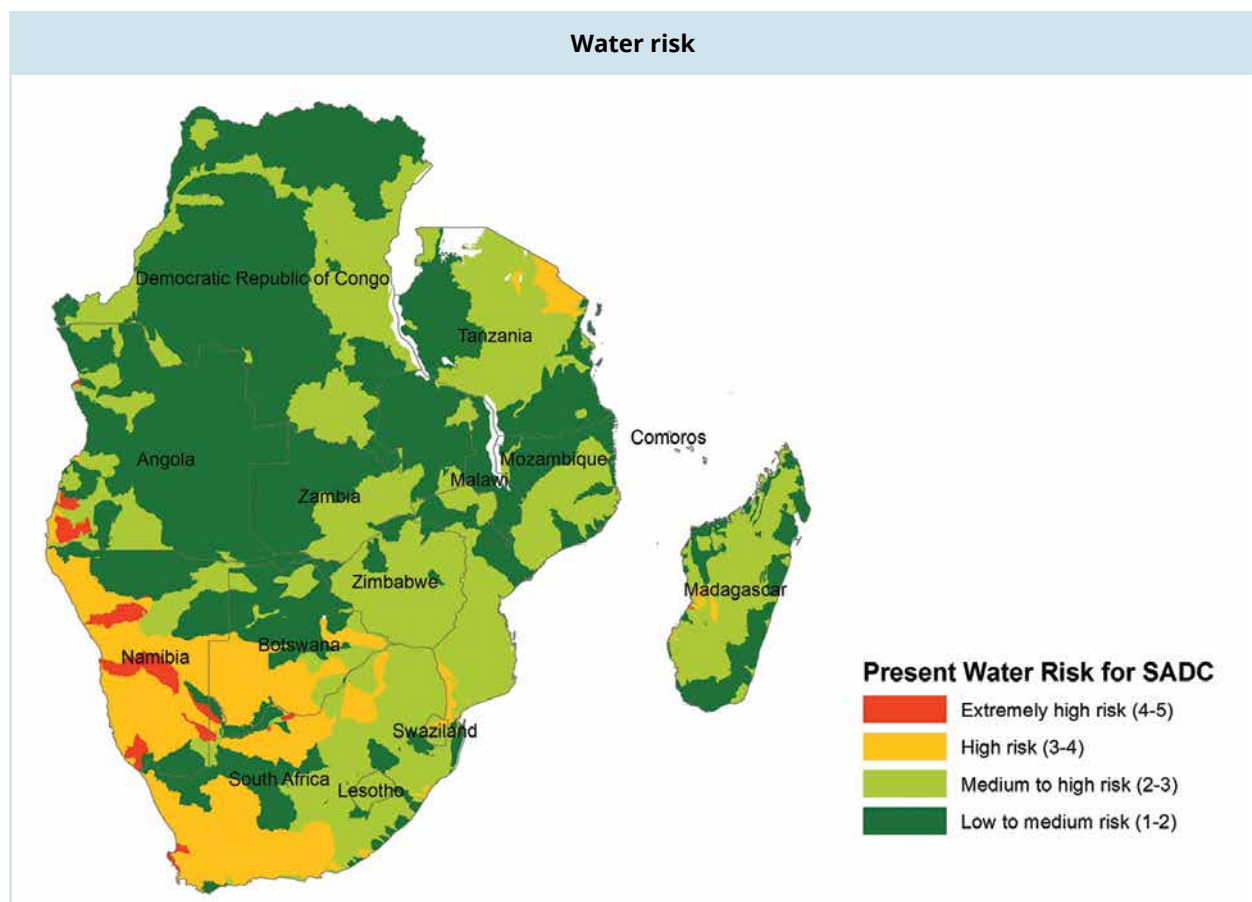 Water risk
Democratic Republic of Congo
Tanzania
Comoros
Angola
Mozambique
Malawi
Zambia
Zimbabwe
Madagascar
Botswana
Namibia
Swaziland
South Africa
Lesotho
Present Water Risk for SADC
Extremely high risk (4-5)
High risk (3-4)
Medium to high risk (2-3)
Low to medium risk (1-2)